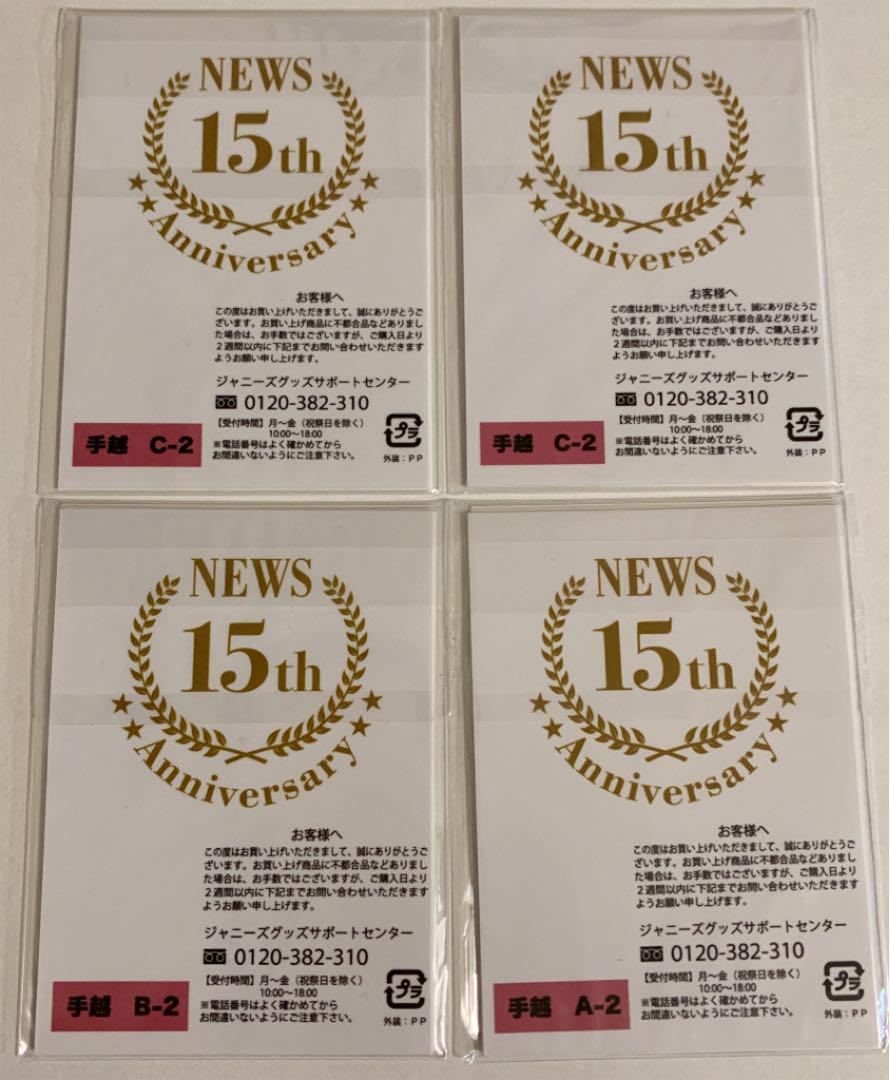 NEWS
15th
Anniversary
お客様へ
この度はお買い上げいただきまして、誠にありがとうご
ざいます。お買い上げ商品に不都合品などありまし
た場合は、お手数ではございますが、ご購入日より
2週間以内に下記までお問い合わせいただきます
ようお願い申し上げます。
ジャニーズグッズサポートセンター
0120-382-310
【受付時間】月〜金（祝祭日を除く）
10:00〜18:00
※電話番号はよく確かめてから
お間違いないようにご注意下さい。
手越 C-2
プラ
外装：PP
NEWS
15th
Anniversary
お客様へ
この度はお買い上げいただきまして、誠にありがとうご
ざいます。お買い上げ商品に不都合品などありまし
た場合は、お手数ではございますが、ご購入日より
2週間以内に下記までお問い合わせいただきます
ようお願い申し上げます。
ジャニーズグッズサポートセンター
0120-382-310
【受付時間】月〜金（祝祭日を除く）
10:00〜18:00
※電話番号はよく確かめてから
お間違いないようにご注意下さい。
手越 C-2
プラ
外装：PP
NEWS
15th
Anniversary
お客様へ
この度はお買い上げいただきまして、誠にありがとうご
ざいます。お買い上げ商品に不都合品などありまし
た場合は、お手数ではございますが、ご購入日より
2週間以内に下記までお問い合わせいただきます
ようお願い申し上げます。
ジャニーズグッズサポートセンター
0120-382-310
【受付時間】月〜金（祝祭日を除く）
10:00〜18:00
※電話番号はよく確かめてから
お間違いないようにご注意下さい。
手越 B-2
プラ
外装：PP
NEWS
15th
Anniversary
お客様へ
この度はお買い上げいただきまして、誠にありがとうご
ざいます。お買い上げ商品に不都合品などありまし
た場合は、お手数ではございますが、ご購入日より
2週間以内に下記までお問い合わせいただきます
ようお願い申し上げます。
ジャニーズグッズサポートセンター
0120-382-310
【受付時間】月〜金（祝祭日を除く）
10:00〜18:00
※電話番号はよく確かめてから
お間違いないようにご注意下さい。
手越 A-2
プラ
外装：PP